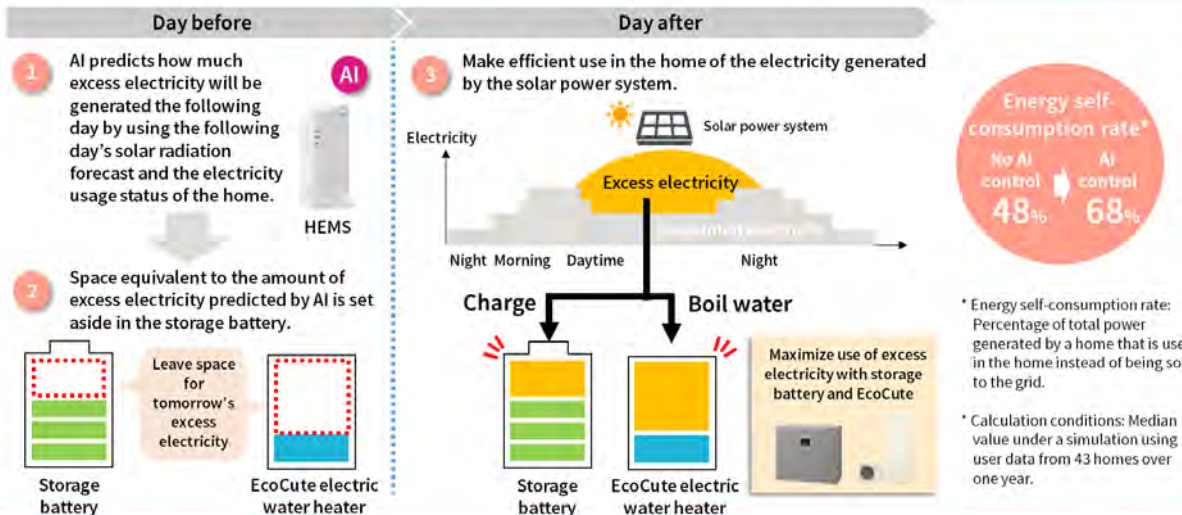 Day before
Day after
1
AI predicts how much
excess electricity will be
generated the following
day by using the following
day's solar radiation
forecast and the electricity
usage status of the home.
AI
HEMS
2
Space equivalent to the amount of
excess electricity predicted by AI is set
aside in the storage battery.
Leave space
for
tomorrow's
excess
electricity
Storage
battery
EcoCute electric
water heater
3
Make efficient use in the home of the electricity generated
by the solar power system.
Solar power system
Electricity
Excess electricity
Night
Morning
Daytime
Night
Charge
Boil water
Storage
battery
EcoCute electric
water heater
Maximize use of excess
electricity with storage
battery and EcoCute
Energy self-
consumption rate*
No AI
control
48%
AI
control
68%
* Energy self-consumption rate:
Percentage of total power
generated by a home that is use
in the home instead of being so
to the grid.
* Calculation conditions: Median
value under a simulation using
user data from 43 homes over
one year.